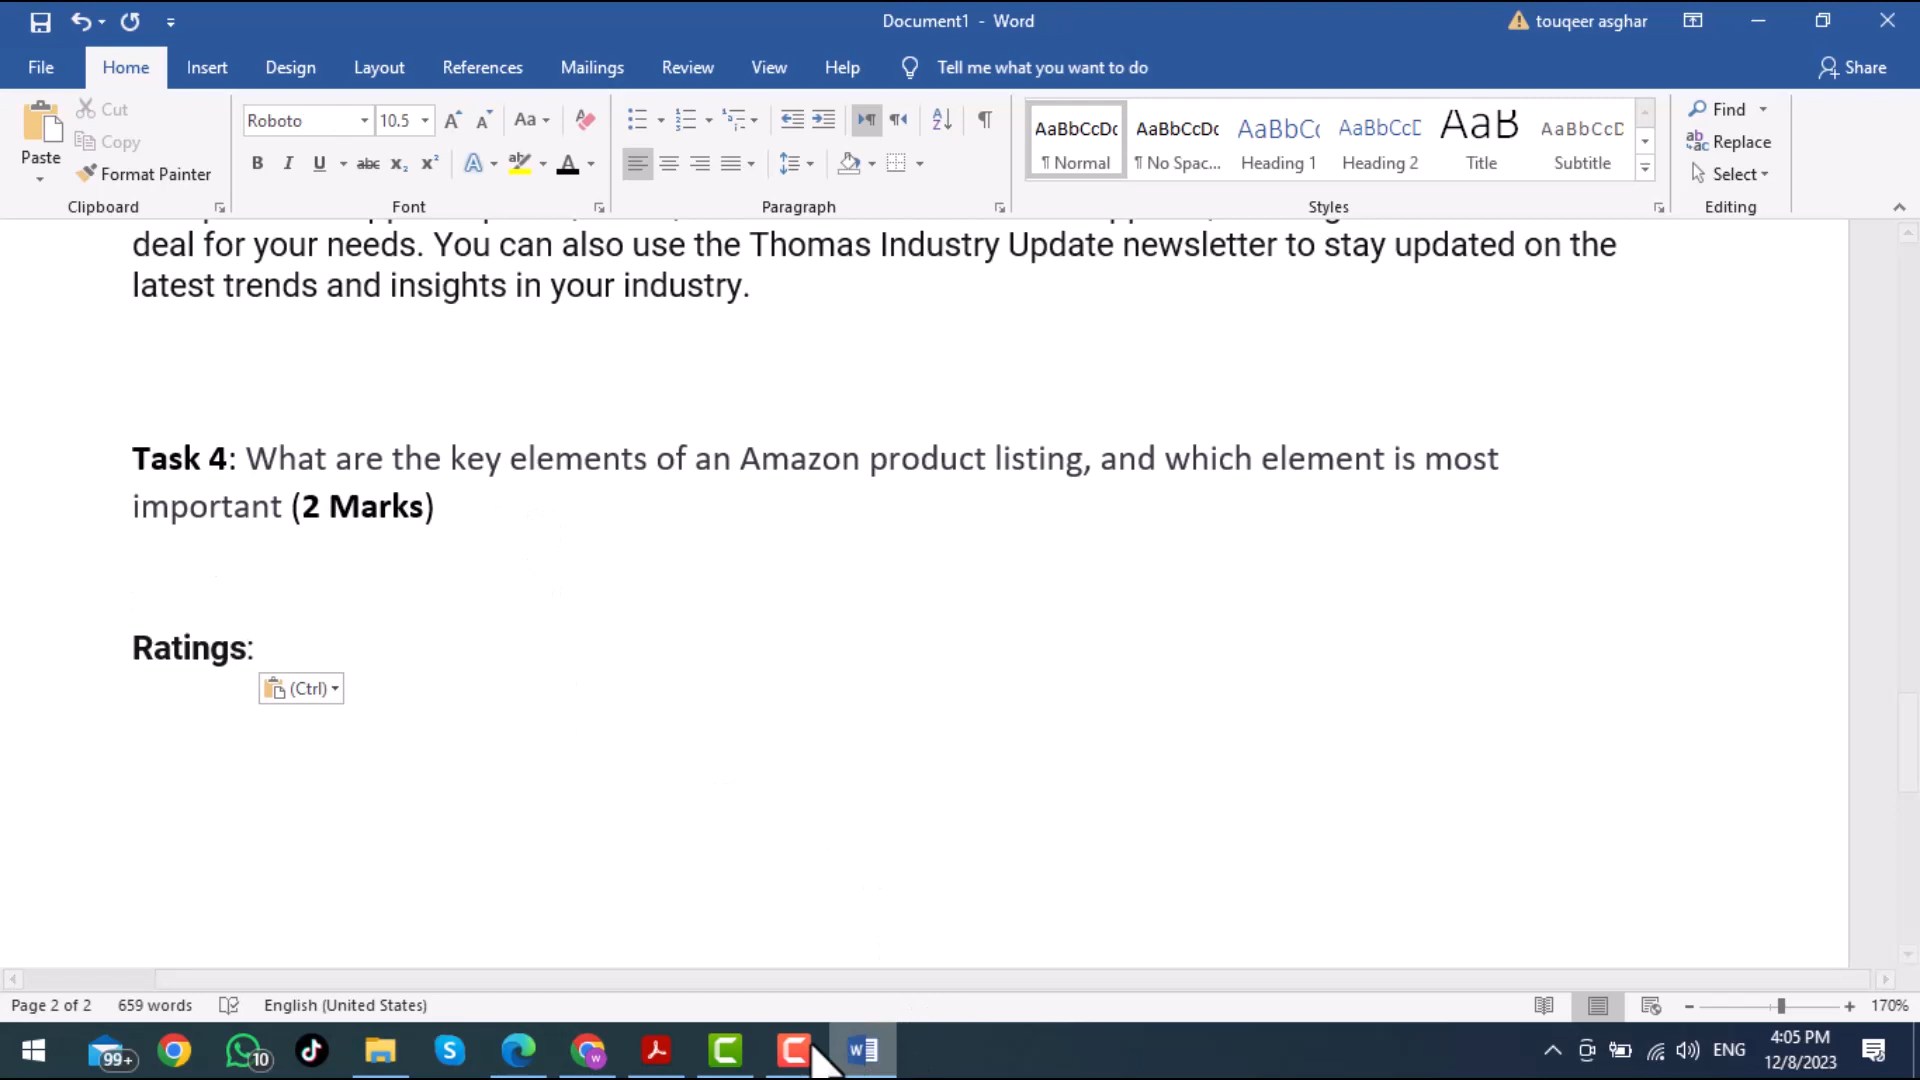 Document1 - Word
touqeer asghar
File Home Insert Design Layout References Mailings Review View Help Tell me what you want to do Share
Paste
Cut
Copy
Format Painter
Clipboard
Roboto 10.5
Font
Paragraph
AaBbCcDc AaBbCcDc AaBbC AaBbCcD AaB AaBbCcD
¶ Normal ¶ No Spac... Heading 1 Heading 2 Title Subtitle
Styles
Find
Replace
Select
Editing
deal for your needs. You can also use the Thomas Industry Update newsletter to stay updated on the
latest trends and insights in your industry.
Task 4: What are the key elements of an Amazon product listing, and which element is most
important (2 Marks)
Ratings:
(Ctrl)
Page 2 of 2 659 words English (United States) 170%
99+
10
ENG
4:05 PM
12/8/2023